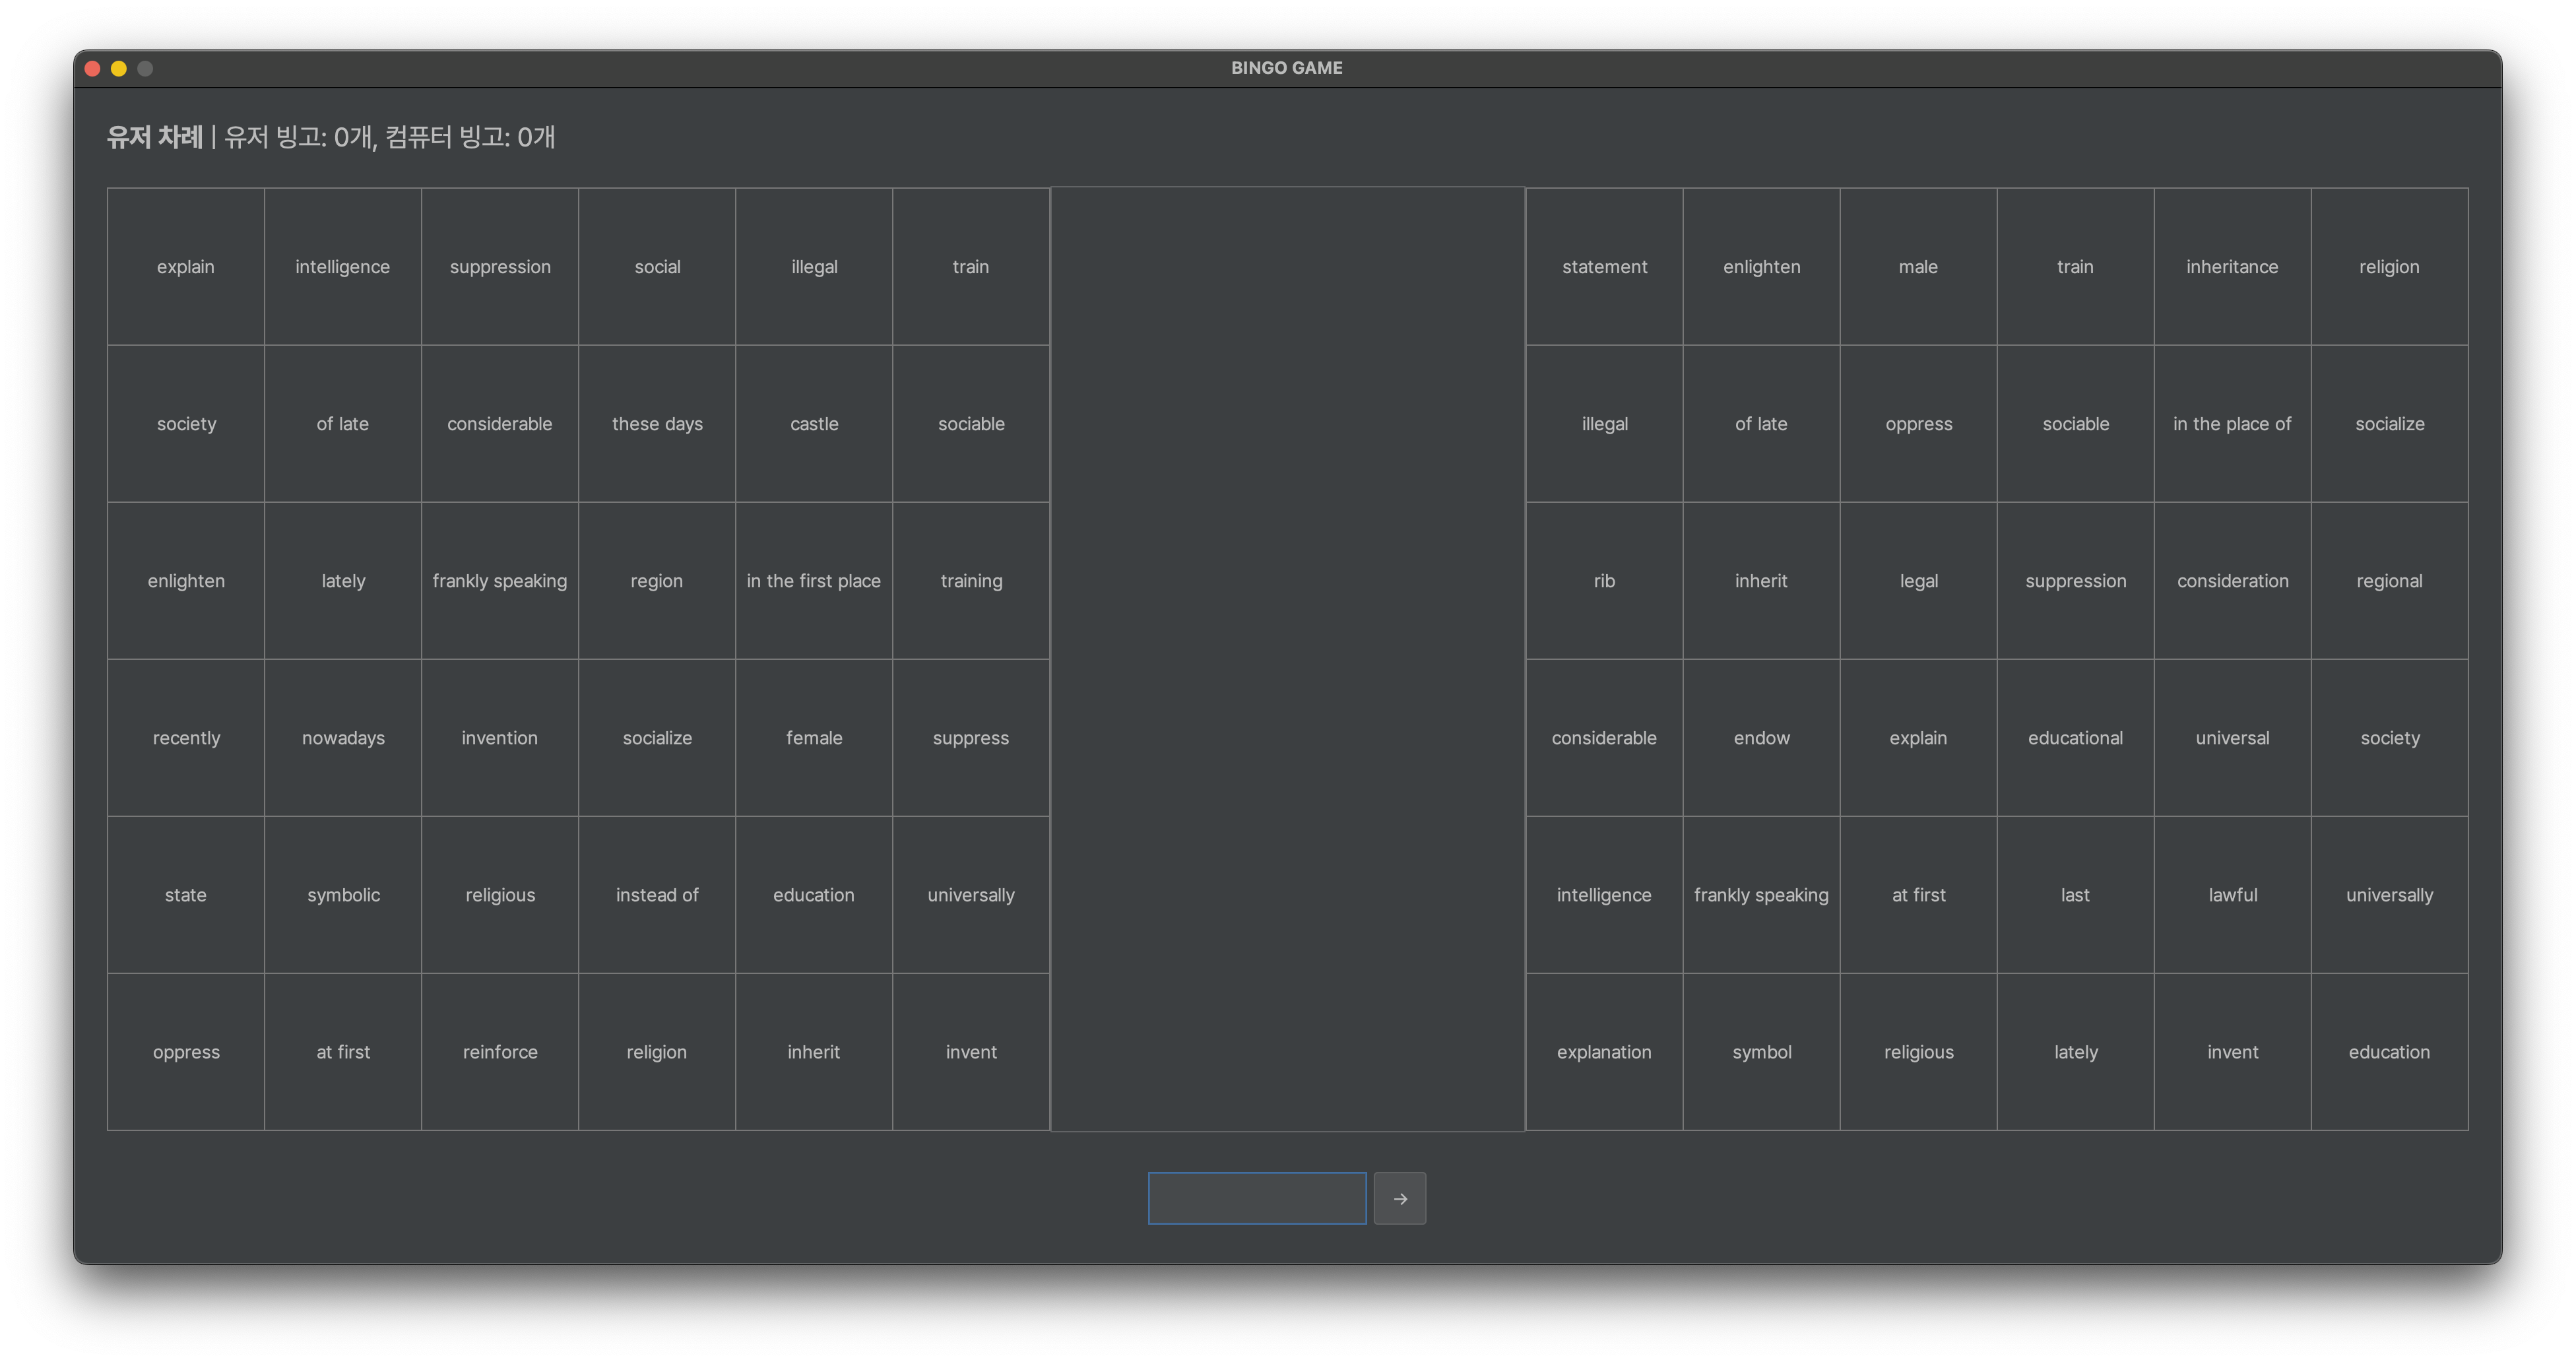 BINGO GAME
유저 차례 | 유저 빙고: 0개, 컴퓨터 빙고: 0개
explain intelligence suppression social illegal train
society of late considerable these days castle sociable
enlighten lately frankly speaking region in the first place training
recently nowadays invention socialize female suppress
state symbolic religious instead of education universally
oppress at first reinforce religion inherit invent
statement enlighten male train inheritance religion
illegal of late oppress sociable in the place of socialize
rib inherit legal suppression consideration regional
considerable endow explain educational universal society
intelligence frankly speaking at first last lawful universally
explanation symbol religious lately invent education
→